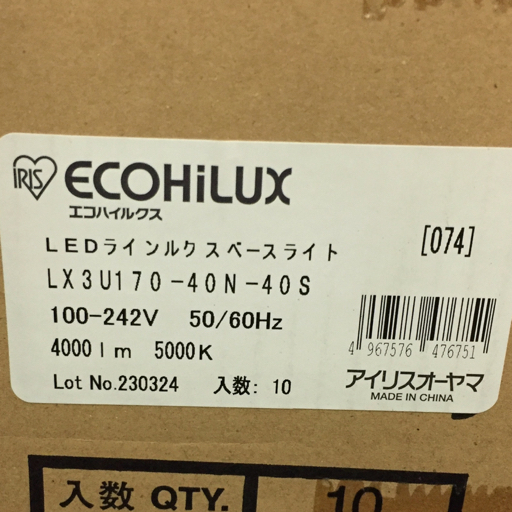 IRIS ECOHiLUX
エコハイルクス
LEDラインルクスベースライト [074]
LX3U170-40N-40S
100-242V 50/60Hz
4000lm 5000K
4 967576 476751
Lot No.230324 入数: 10 アイリスオーヤマ
MADE IN CHINA
入数 QTY. 10